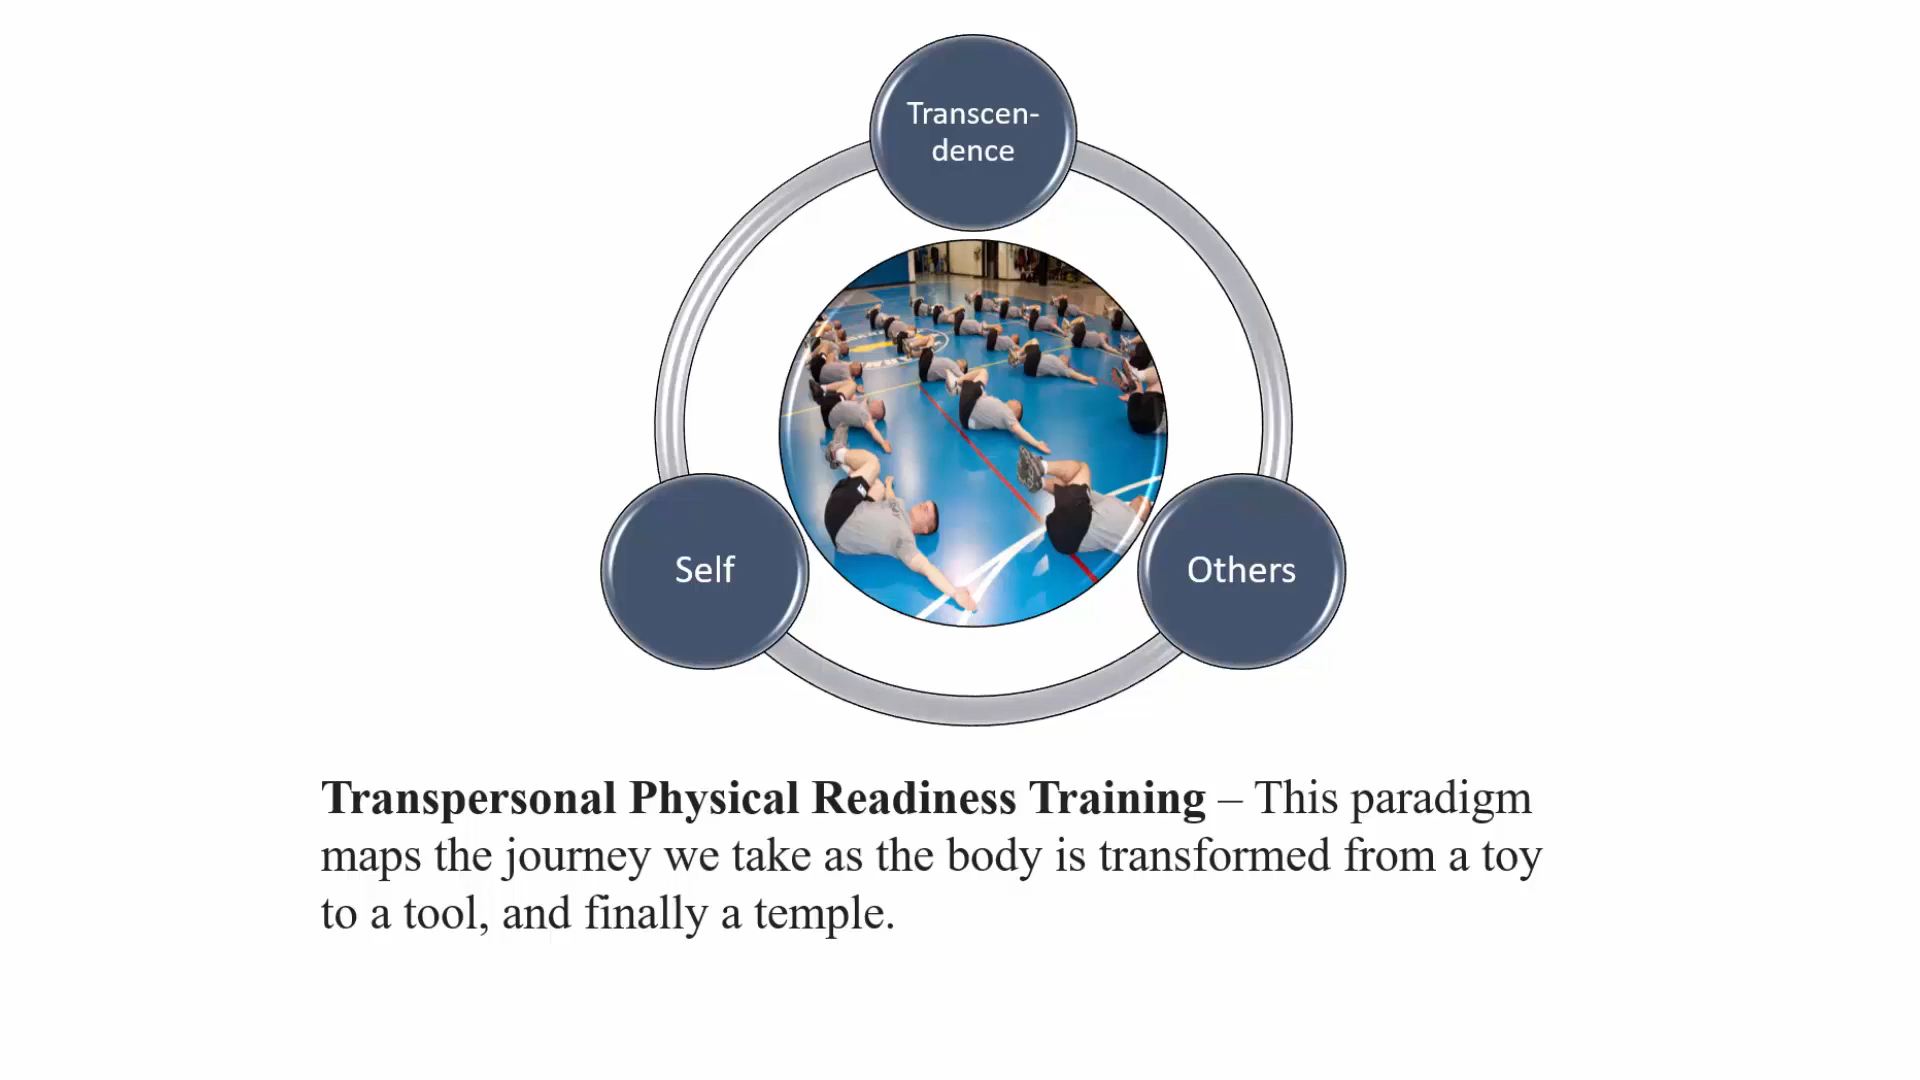 Transcen-
dence
Self
Others
Transpersonal Physical Readiness Training – This paradigm
maps the journey we take as the body is transformed from a toy
to a tool, and finally a temple.